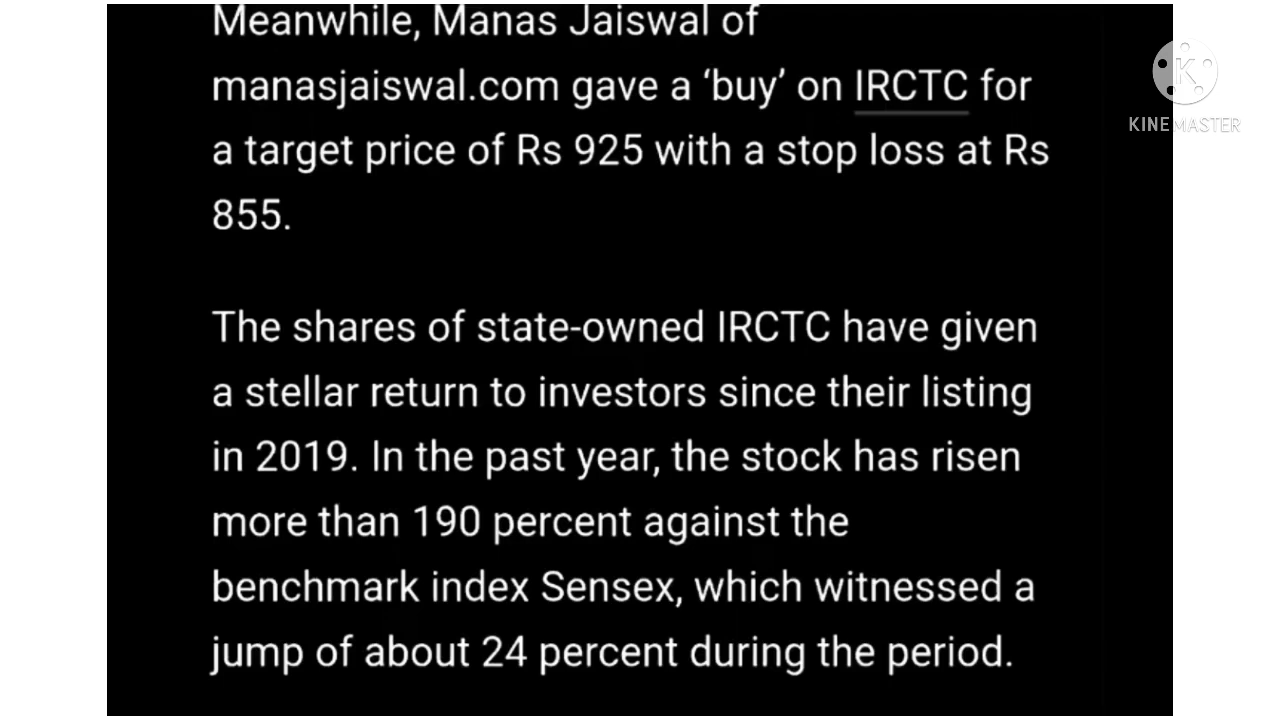 Meanwhile, Manas Jaiswal of
manasjaiswal.com gave a ‘buy’ on IRCTC for
a target price of Rs 925 with a stop loss at Rs
855.
The shares of state-owned IRCTC have given
a stellar return to investors since their listing
in 2019. In the past year, the stock has risen
more than 190 percent against the
benchmark index Sensex, which witnessed a
jump of about 24 percent during the period.
K
KINEMASTER